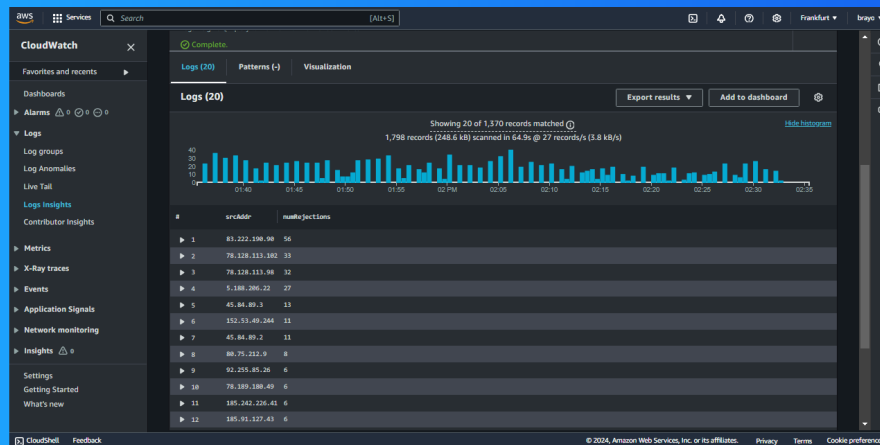 aws Services Search [Alt+S] Frankfurt brayo
CloudWatch
Favorites and recents
Dashboards
Alarms 0 0 0
Logs
Log groups
Log Anomalies
Live Tail
Logs Insights
Contributor Insights
Metrics
X-Ray traces
Events
Application Signals
Network monitoring
Insights 0
Settings
Getting Started
What's new
Complete.
Logs (20) Patterns (-) Visualization
Logs (20) Export results Add to dashboard
Showing 20 of 1,370 records matched Hide histogram
1,798 records (248.6 kB) scanned in 64.9s @ 27 records/s (3.8 kB/s)
40
30
20
10
0
01:40 01:45 01:50 01:55 02 PM 02:05 02:10 02:15 02:20 02:25 02:30 02:35
# srcAddr numRejections
1 83.222.190.90 56
2 78.128.113.102 33
3 78.128.113.98 32
4 5.188.206.22 27
5 45.84.89.3 13
6 152.53.49.244 11
7 45.84.89.2 11
8 80.75.212.9 8
9 92.255.85.26 6
10 78.189.180.49 6
11 185.242.226.41 6
12 185.91.127.43 6
CloudShell Feedback © 2024, Amazon Web Services, Inc. or its affiliates. Privacy Terms Cookie preference